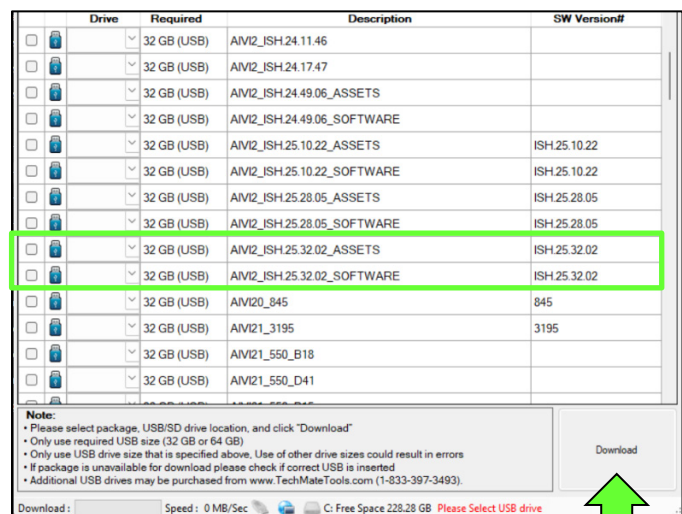 Drive Required Description SW Version#
32 GB (USB) AIVI2_ISH.24.11.46
32 GB (USB) AIVI2_ISH.24.17.47
32 GB (USB) AIVI2_ISH.24.49.06_ASSETS
32 GB (USB) AIVI2_ISH.24.49.06_SOFTWARE
32 GB (USB) AIVI2_ISH.25.10.22_ASSETS ISH.25.10.22
32 GB (USB) AIVI2_ISH.25.10.22_SOFTWARE ISH.25.10.22
32 GB (USB) AIVI2_ISH.25.28.05_ASSETS ISH.25.28.05
32 GB (USB) AIVI2_ISH.25.28.05_SOFTWARE ISH.25.28.05
32 GB (USB) AIVI2_ISH.25.32.02_ASSETS ISH.25.32.02
32 GB (USB) AIVI2_ISH.25.32.02_SOFTWARE ISH.25.32.02
32 GB (USB) AIVI20_845 845
32 GB (USB) AIVI21_3195 3195
32 GB (USB) AIVI21_550_B18
32 GB (USB) AIVI21_550_D41
Note:
• Please select package, USB/SD drive location, and click "Download"
• Only use required USB size (32 GB or 64 GB)
• Only use USB drive size that is specified above, Use of other drive sizes could result in errors
• If package is unavailable for download please check if correct USB is inserted
• Additional USB drives may be purchased from www.TechMateTools.com (1-833-397-3493).
Download
Download : Speed : 0 MB/Sec C: Free Space 228.28 GB Please Select USB drive